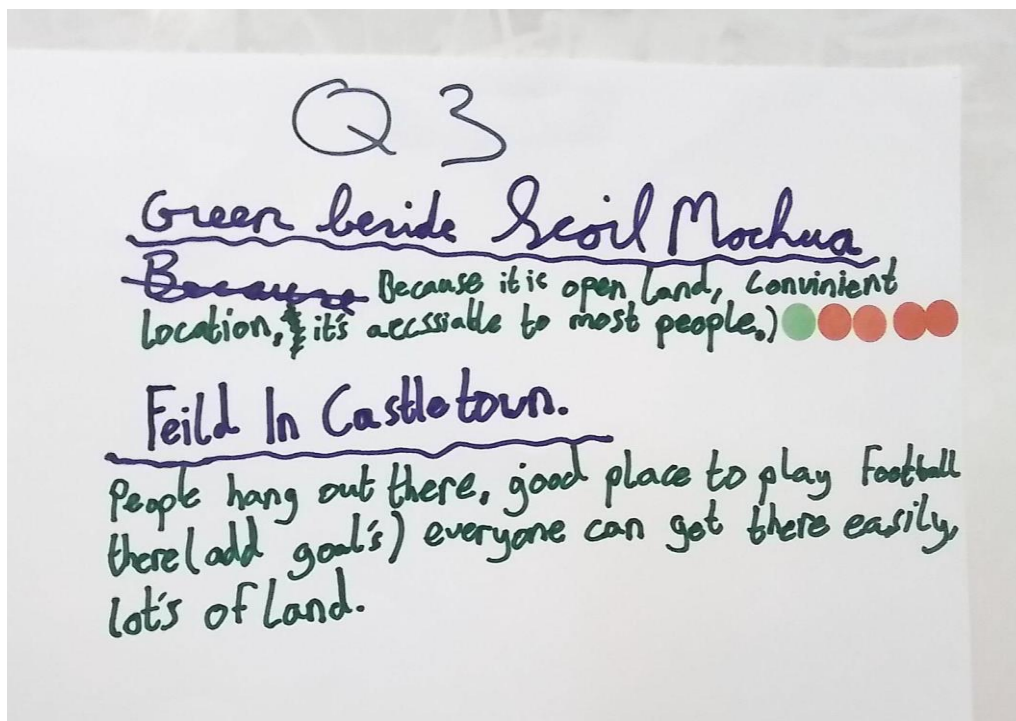 Q 3
Green beside Scoil Mochua
Because Because it is open land, Convinient
location, & it's arcssiable to most people.)
Feild In Castletown.
People hang out there, good place to play Football
there (add goal's) everyone can get there easily,
lot's of Land.